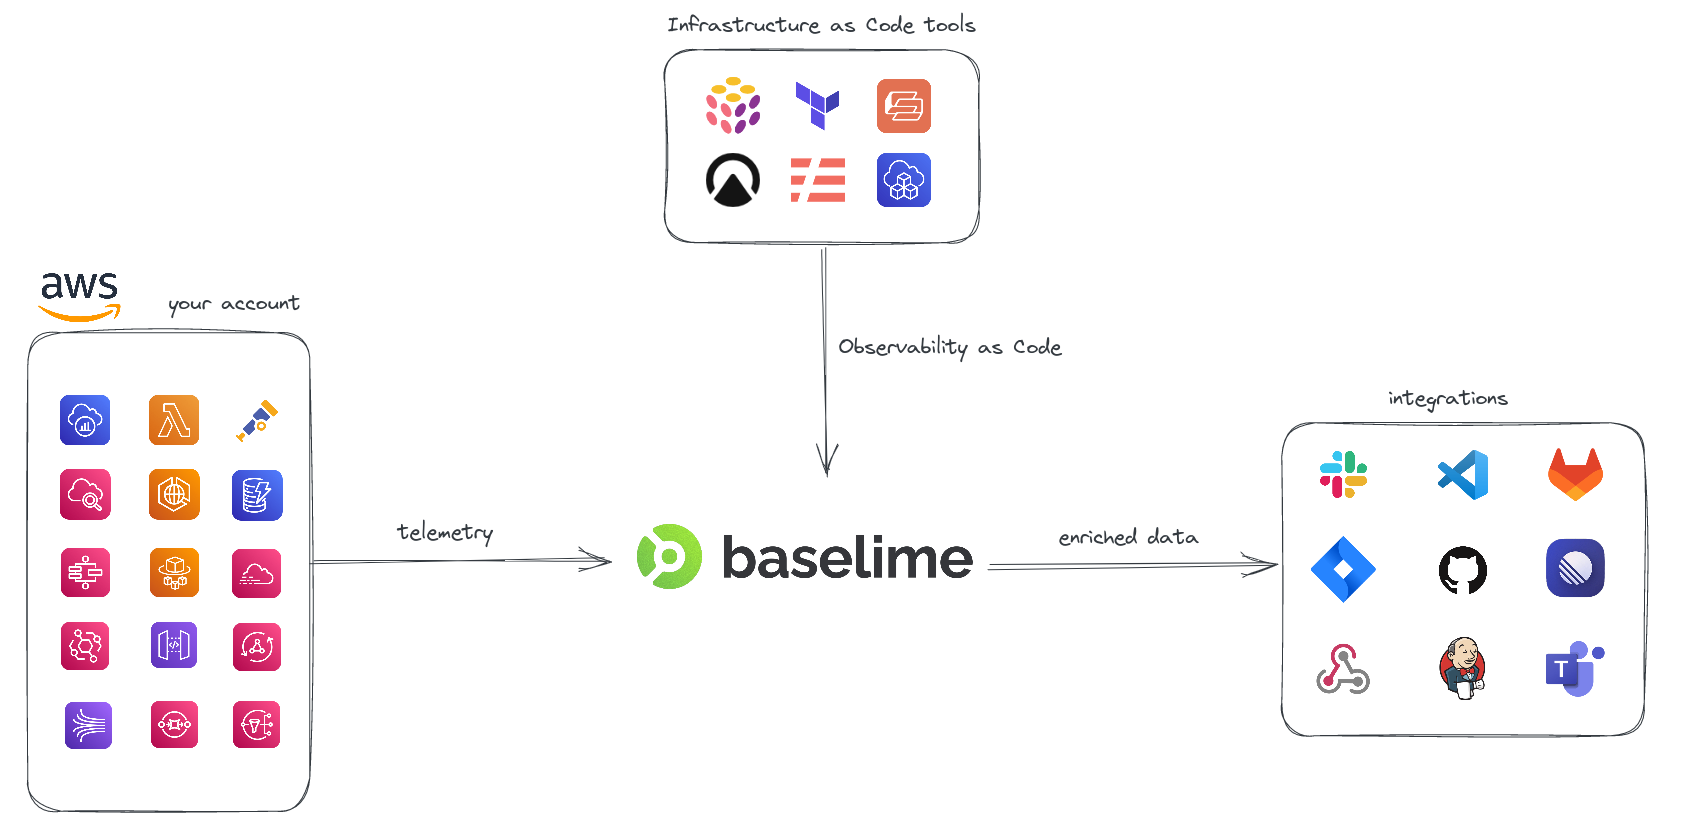 Infrastructure as Code tools
aws
your account
Observability as Code
integrations
telemetry
baselime
enriched data
T